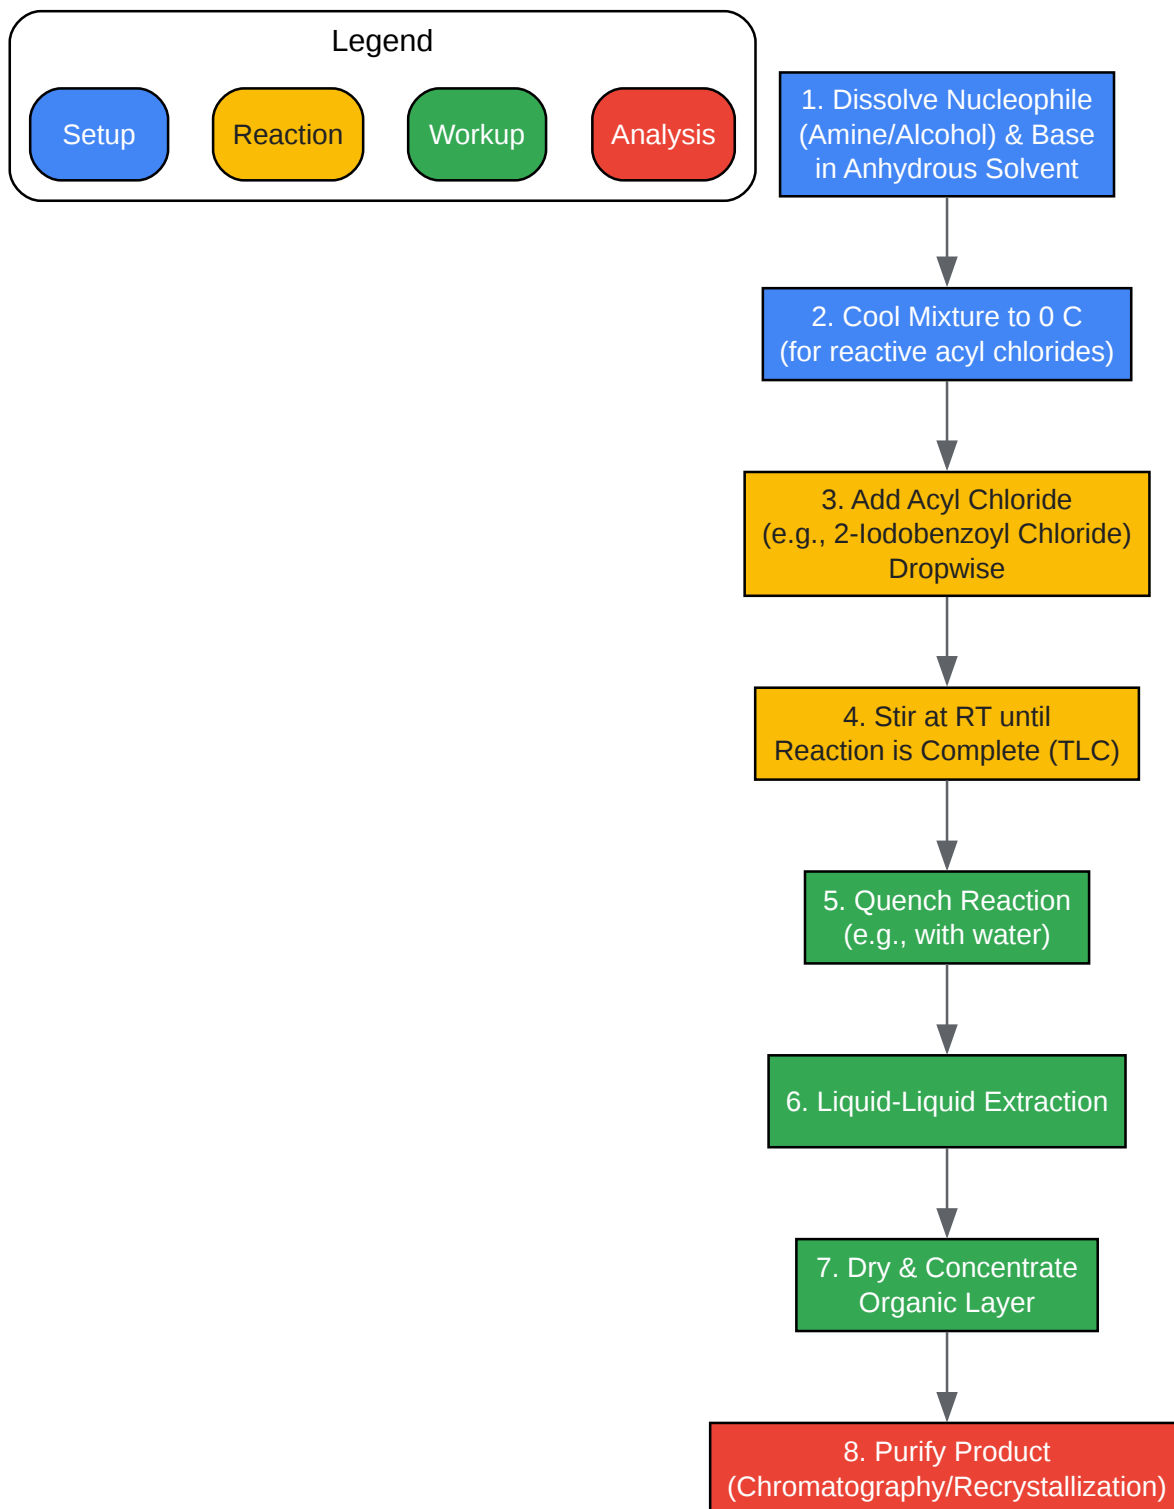 Legend
Setup
Reaction
Workup
Analysis
1. Dissolve Nucleophile
(Amine/Alcohol) & Base
in Anhydrous Solvent
2. Cool Mixture to 0 C
(for reactive acyl chlorides)
3. Add Acyl Chloride
(e.g., 2-Iodobenzoyl Chloride)
Dropwise
4. Stir at RT until
Reaction is Complete (TLC)
5. Quench Reaction
(e.g., with water)
6. Liquid-Liquid Extraction
7. Dry & Concentrate
Organic Layer
8. Purify Product
(Chromatography/Recrystallization)